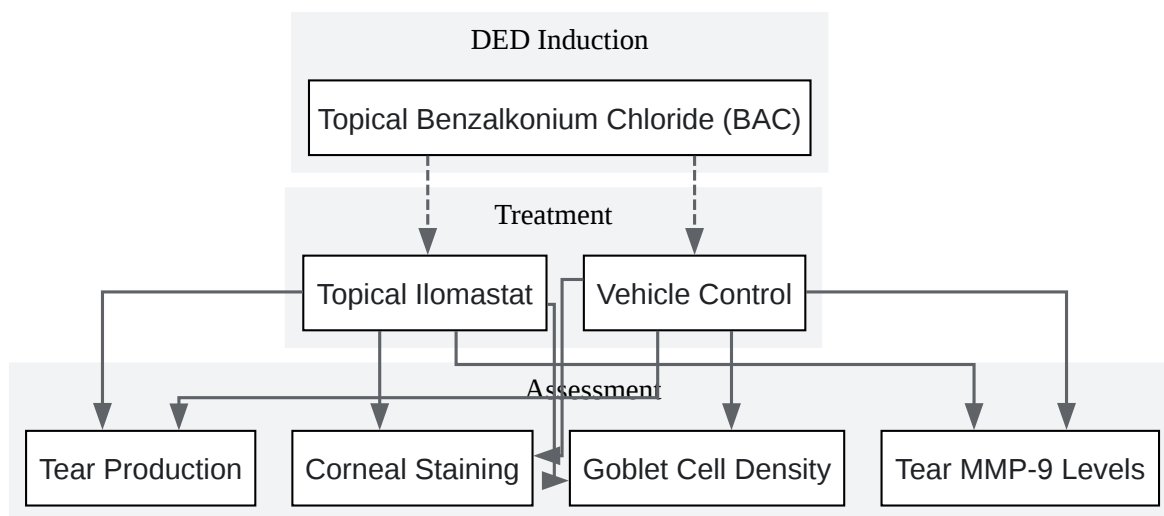 DED Induction
Topical Benzalkonium Chloride (BAC)
Treatment
Topical Ilomastat
Vehicle Control
Assessment
Tear Production
Corneal Staining
Goblet Cell Density
Tear MMP-9 Levels